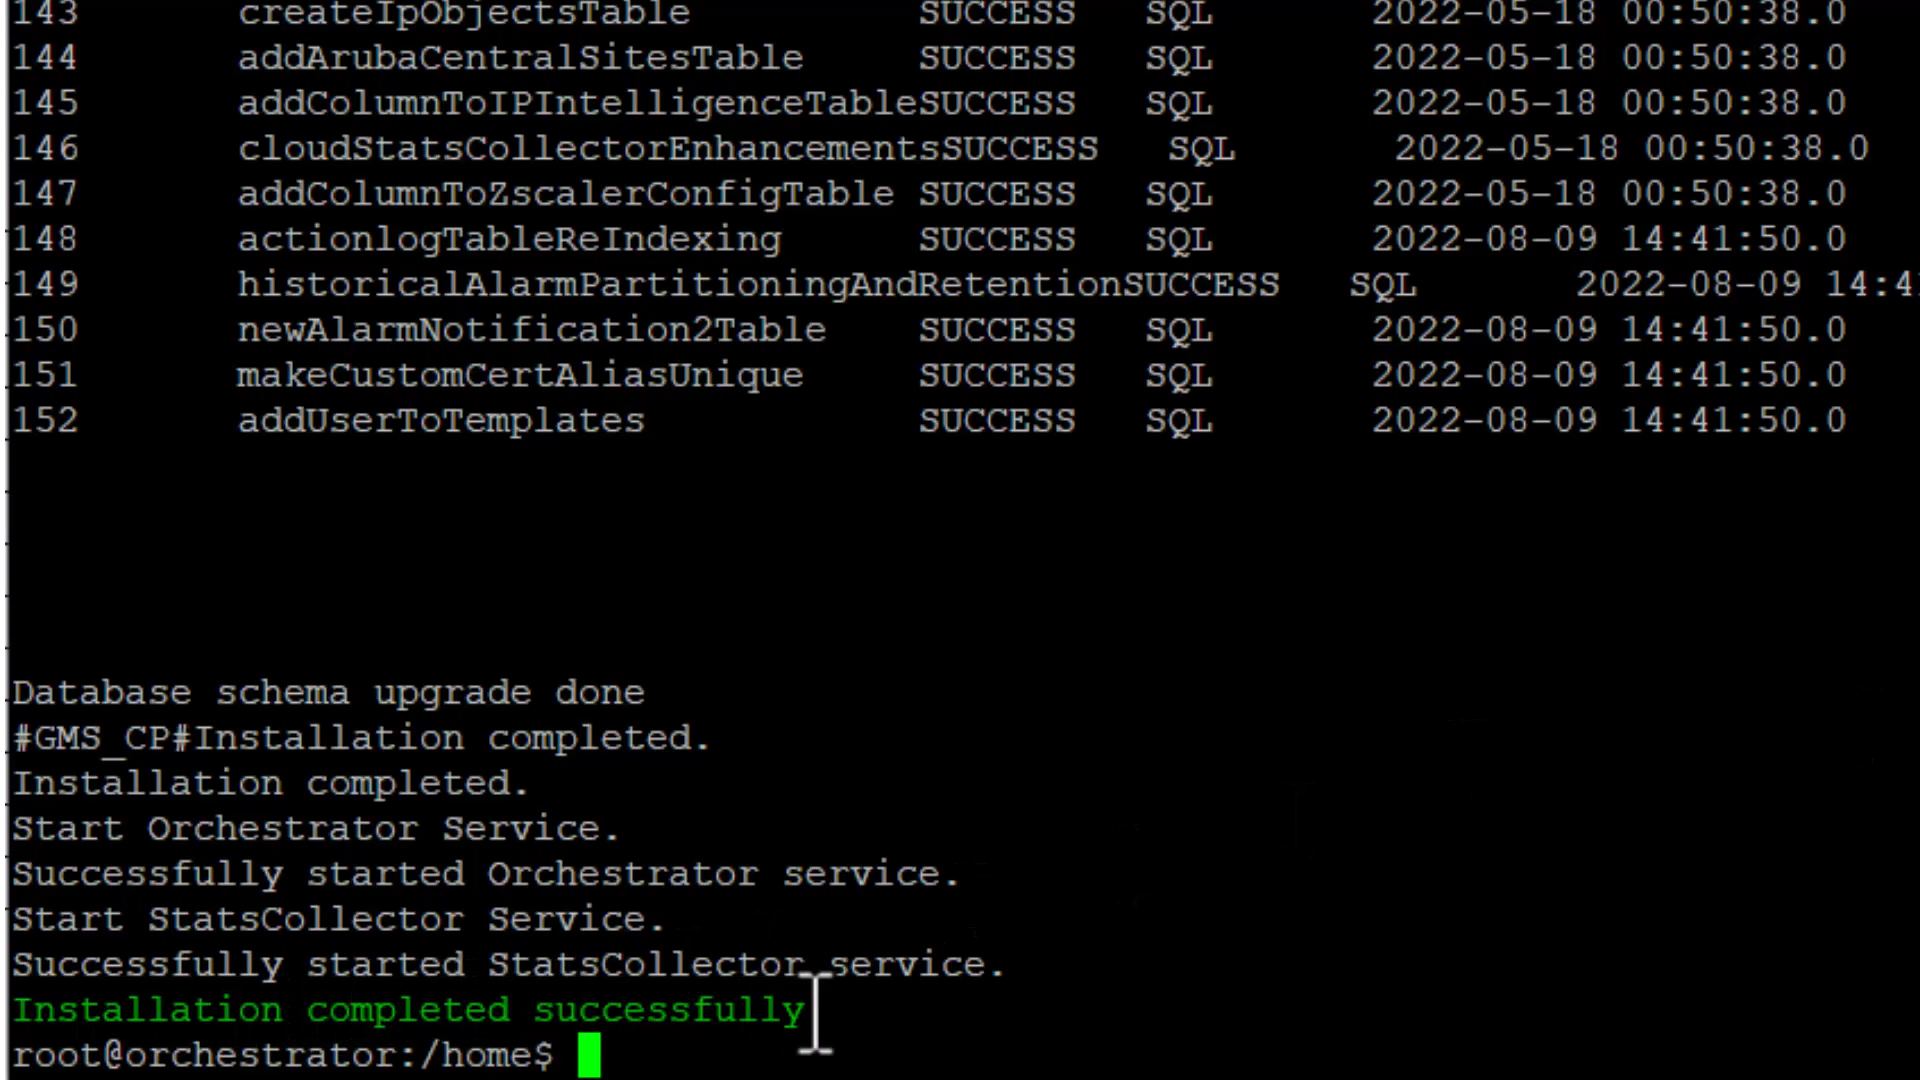 143 createIpObjectsTable SUCCESS SQL 2022-05-18 00:50:38.0
144 addArubaCentralSitesTable SUCCESS SQL 2022-05-18 00:50:38.0
145 addColumnToIPIntelligenceTableSUCCESS SQL 2022-05-18 00:50:38.0
146 cloudStatsCollectorEnhancementsSUCCESS SQL 2022-05-18 00:50:38.0
147 addColumnToZscalerConfigTable SUCCESS SQL 2022-05-18 00:50:38.0
148 actionlogTableReIndexing SUCCESS SQL 2022-08-09 14:41:50.0
149 historicalAlarmPartitioningAndRetentionSUCCESS SQL 2022-08-09 14:4
150 newAlarmNotification2Table SUCCESS SQL 2022-08-09 14:41:50.0
151 makeCustomCertAliasUnique SUCCESS SQL 2022-08-09 14:41:50.0
152 addUserToTemplates SUCCESS SQL 2022-08-09 14:41:50.0
Database schema upgrade done
#GMS_CP#Installation completed.
Installation completed.
Start Orchestrator Service.
Successfully started Orchestrator service.
Start StatsCollector Service.
Successfully started StatsCollector service.
Installation completed successfully
root@orchestrator:/home$